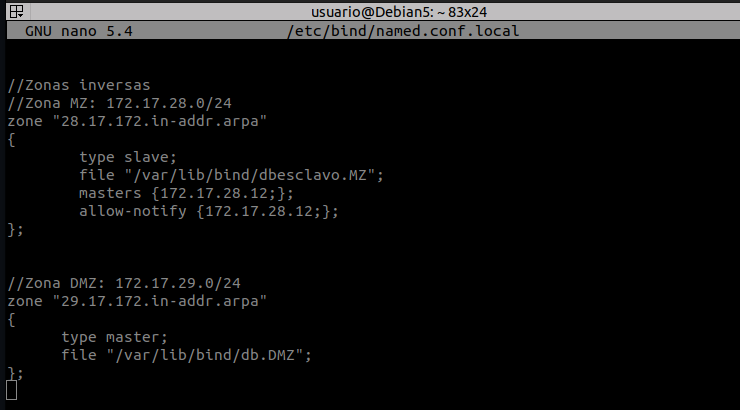 usuario@Debian5: ~ 83x24
GNU nano 5.4 /etc/bind/named.conf.local
//Zonas inversas
//Zona MZ: 172.17.28.0/24
zone "28.17.172.in-addr.arpa"
{
type slave;
file "/var/lib/bind/dbesclavo.MZ";
masters {172.17.28.12;};
allow-notify {172.17.28.12;};
};
//Zona DMZ: 172.17.29.0/24
zone "29.17.172.in-addr.arpa"
{
type master;
file "/var/lib/bind/db.DMZ";
};